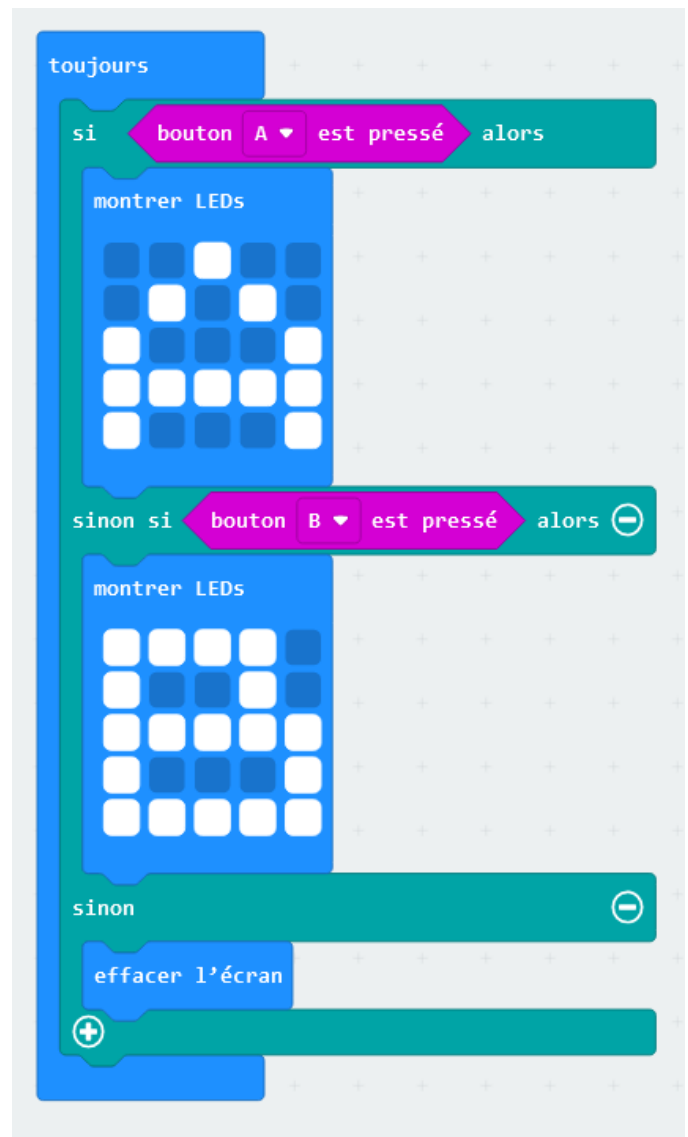 toujours
si bouton A est pressé alors
montrer LEDs
sinon si bouton B est pressé alors
montrer LEDs
sinon
effacer l’écran